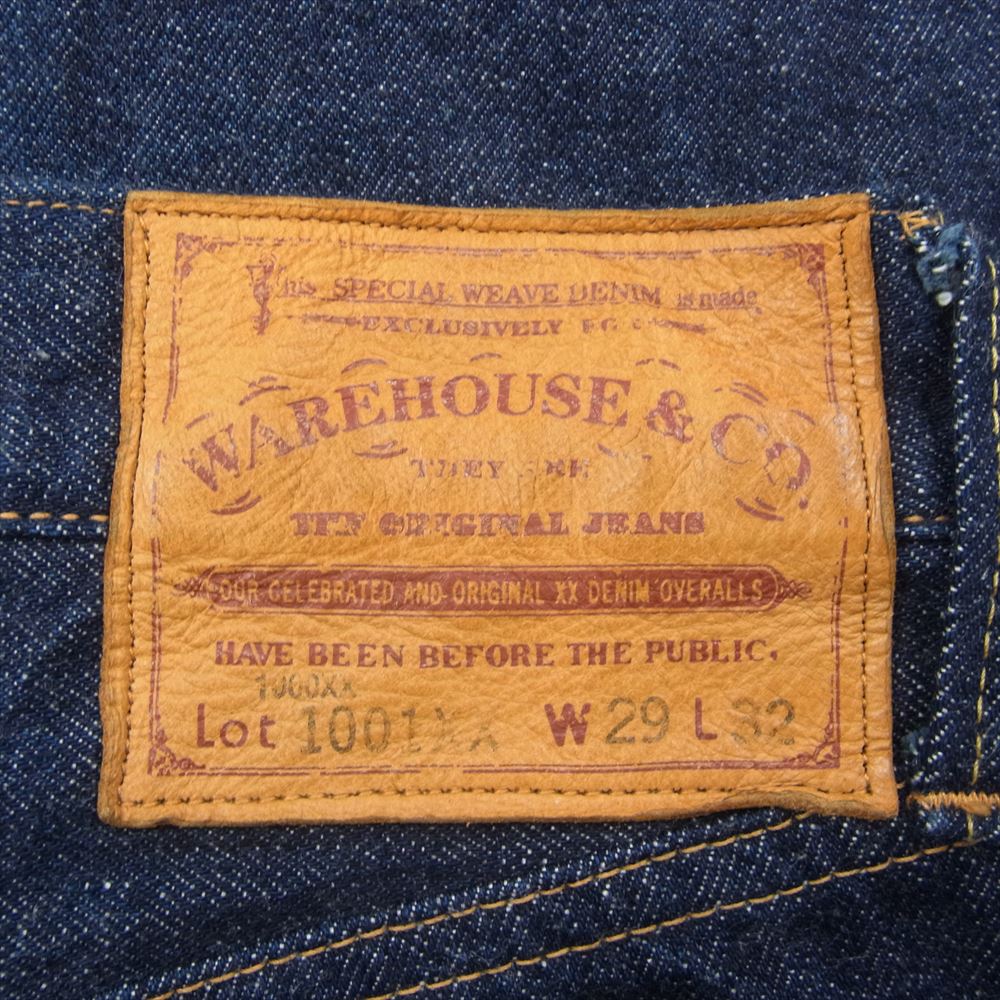 This SPECIAL WEAVE DENIM is made
EXCLUSIVELY
WAREHOUSE & CO.
THEY
ORIGINAL JEANS
OUR CELEBRATED AND ORIGINAL XX DENIM OVERALLS
HAVE BEEN BEFORE THE PUBLIC.
1000XX
Lot 1001XX W 29 L 32